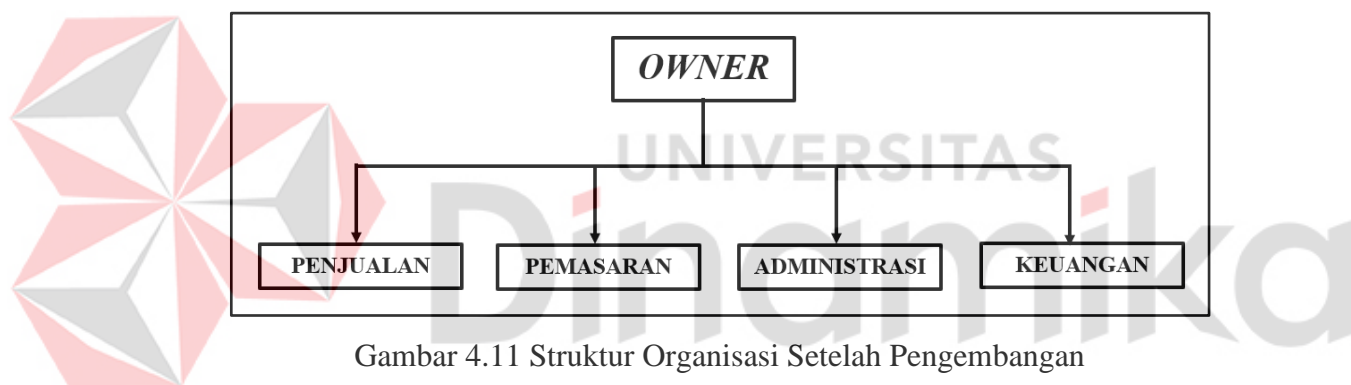 OWNER
UNIVERSITAS
Dinamika
PENJUALAN
PEMASARAN
ADMINISTRASI
KEUANGAN
Gambar 4.11 Struktur Organisasi Setelah Pengembangan